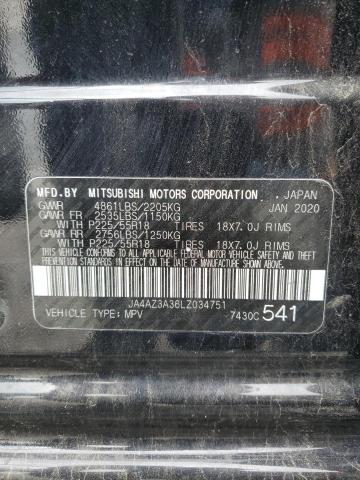 MFD.BY MITSUBISHI MOTORS CORPORATION , JAPAN
GVWR 4861LBS/2205KG JAN 2020
GAWR FR 2535LBS/1150KG
WITH P225/55R18 TIRES 18X7.0J RIMS
GAWR RR 2756LBS/1250KG
WITH P225/55R18 TIRES 18X7.0J RIMS
THIS VEHICLE CONFORMS TO ALL APPLICABLE FEDERAL
MOTOR VEHICLE SAFETY STANDARDS IN EFFECT ON
THE DATE OF MANUFACTURE SHOWN ABOVE.
JA4AZ3A36LZ034751
VEHICLE TYPE: MPV 7430C 541